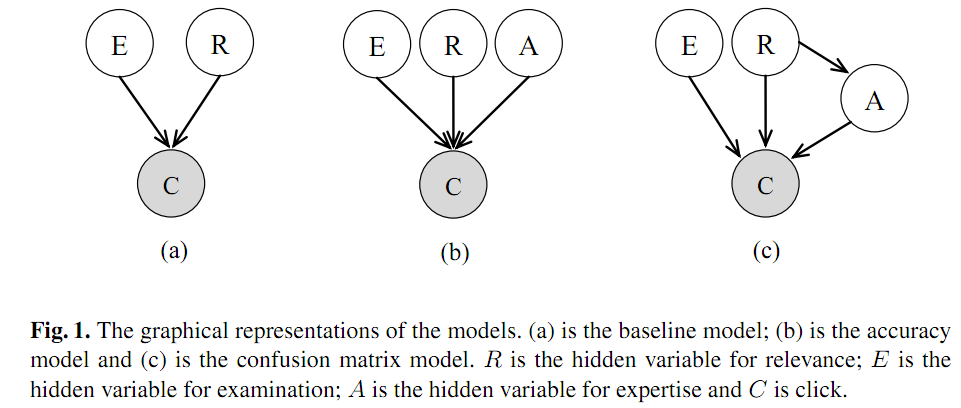 E R E R A E R
A
C C C
(a) (b) (c)
Fig. 1. The graphical representations of the models. (a) is the baseline model; (b) is the accuracy
model and (c) is the confusion matrix model. R is the hidden variable for relevance; E is the
hidden variable for examination; A is the hidden variable for expertise and C is click.